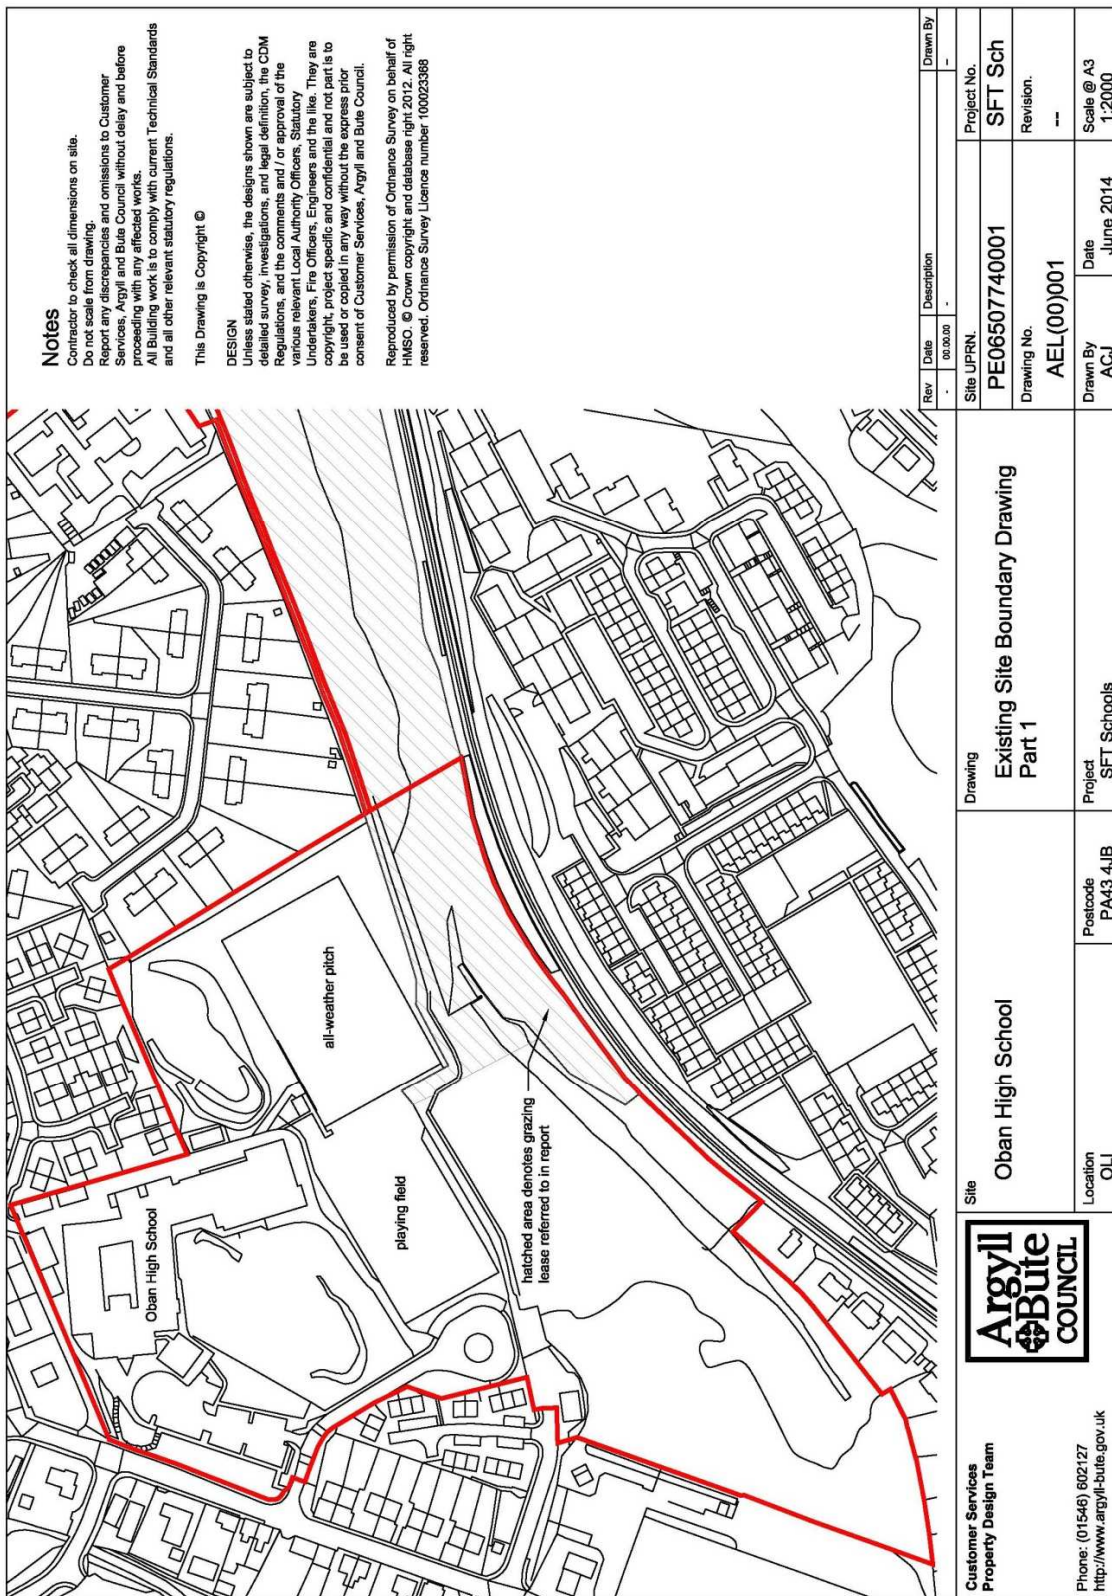 Notes
Contractor to check all dimensions on site.
Do not scale from drawing.
Report any discrepancies and omissions to Customer
Services, Argyll and Bute Council without delay and before
proceeding with any affected works.
All Building work is to comply with current Technical Standards
and all other relevant statutory regulations.
This Drawing is Copyright ©
DESIGN
Unless stated otherwise, the designs shown are subject to
detailed survey, investigations, and legal definition, the CDM
Regulations, and the comments and / or approval of the
various relevant Local Authority Officers, Statutory
Undertakers, Fire Officers, Engineers and the like. They are
copyright, project specific and confidential and not part is to
be used or copied in any way without the express prior
consent of Customer Services, Argyll and Bute Council.
Reproduced by permission of Ordnance Survey on behalf of
HMSO. © Crown copyright and database right 2012. All right
reserved. Ordnance Survey Licence number 100023368
Oban High School
all-weather pitch
playing field
hatched area denotes grazing
lease referred to in report
Customer Services
Property Design Team
Phone: (01546) 602127
Http://www.argyll-bute.gov.uk
Argyll
Bute
COUNCIL
Site
Oban High School
Location
OLI
Postcode
PA43 4JB
Drawing
Existing Site Boundary Drawing
Part 1
Project
SFT Schools
Rev Date Description Drawn By
- 00.00.00 - -
Site UPRN.
PE06507740001
Project No.
SFT Sch
Drawing No.
AEL(00)001
Revision.
--
Drawn By
ACJ
Date
June 2014
Scale @ A3
1:2000